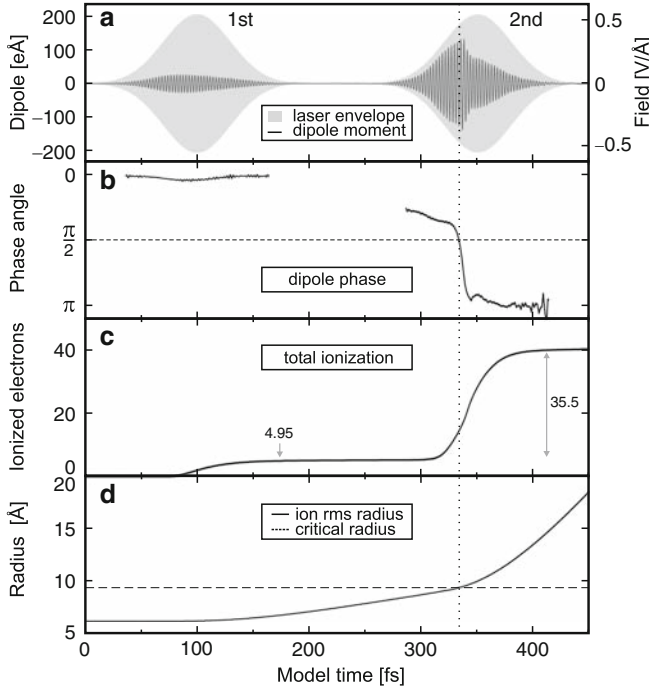 a
1st
2nd
Dipole [eÅ]
200
100
0
−100
−200
Field [V/Å]
0.5
0
−0.5
laser envelope
dipole moment
b
Phase angle
0
π
2
π
dipole phase
c
Ionized electrons
40
20
0
total ionization
4.95
35.5
d
Radius [Å]
20
15
10
5
ion rms radius
critical radius
0
100
200
300
400
Model time [fs]